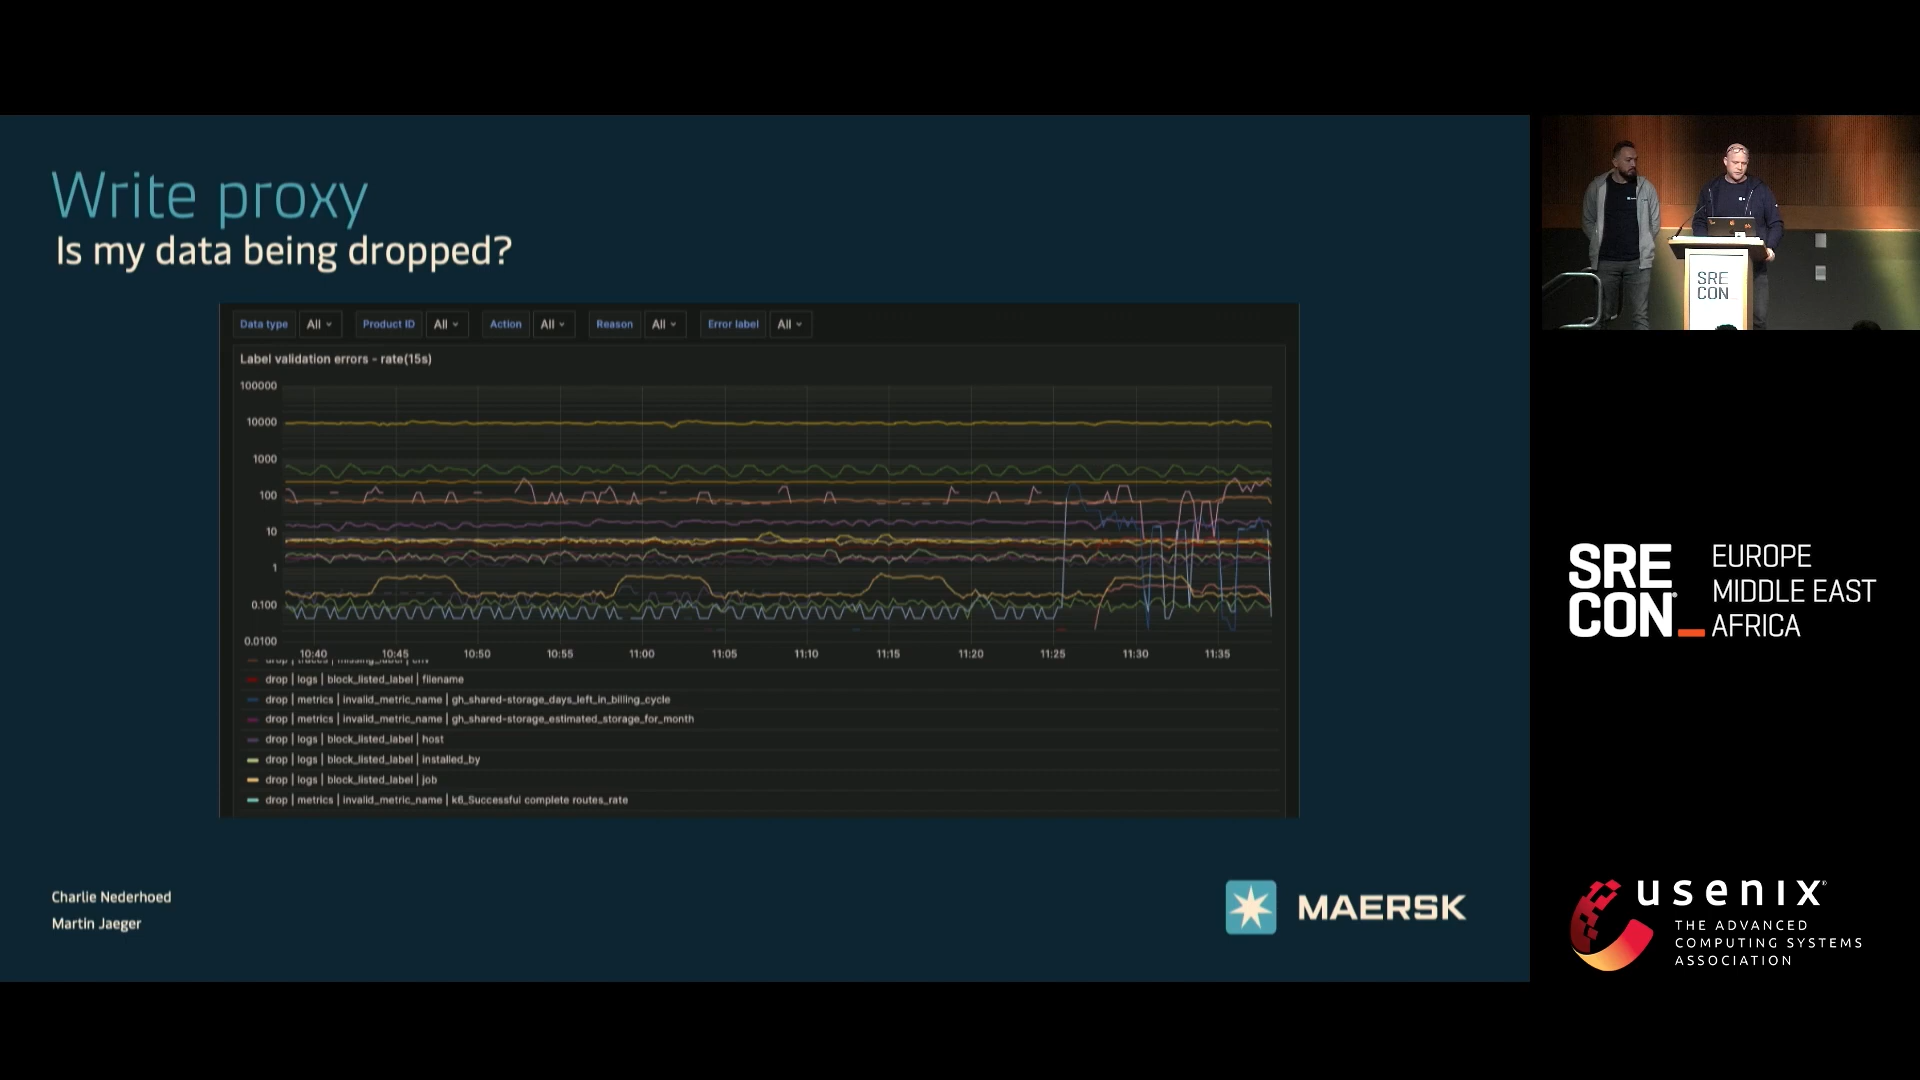 Write proxy
Is my data being dropped?
Data type All Product ID All Action All Reason All Error label All
Label validation errors - rate(15s)
100000
10000
1000
100
10
1
0.100
0.0100
10:40 10:45 10:50 10:55 11:00 11:05 11:10 11:15 11:20 11:25 11:30 11:35
drop | traces | missing_label | env
drop | logs | block_listed_label | filename
drop | metrics | invalid_metric_name | gh_shared-storage_days_left_in_billing_cycle
drop | metrics | invalid_metric_name | gh_shared-storage_estimated_storage_for_month
drop | logs | block_listed_label | host
drop | logs | block_listed_label | installed_by
drop | logs | block_listed_label | job
drop | metrics | invalid_metric_name | k6_Successful complete routes_rate
Charlie Nederhoed
Martin Jaeger
MAERSK
SRE
CON
SRE
CON_
EUROPE
MIDDLE EAST
AFRICA
usenix
THE ADVANCED
COMPUTING SYSTEMS
ASSOCIATION